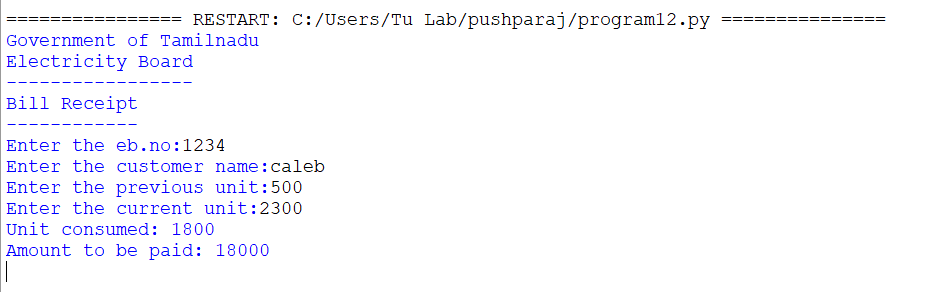 ================ RESTART: C:/Users/Tu Lab/pushparaj/program12.py ===============
Government of Tamilnadu
Electricity Board
-----------------
Bill Receipt
------------
Enter the eb.no:1234
Enter the customer name:caleb
Enter the previous unit:500
Enter the current unit:2300
Unit consumed: 1800
Amount to be paid: 18000